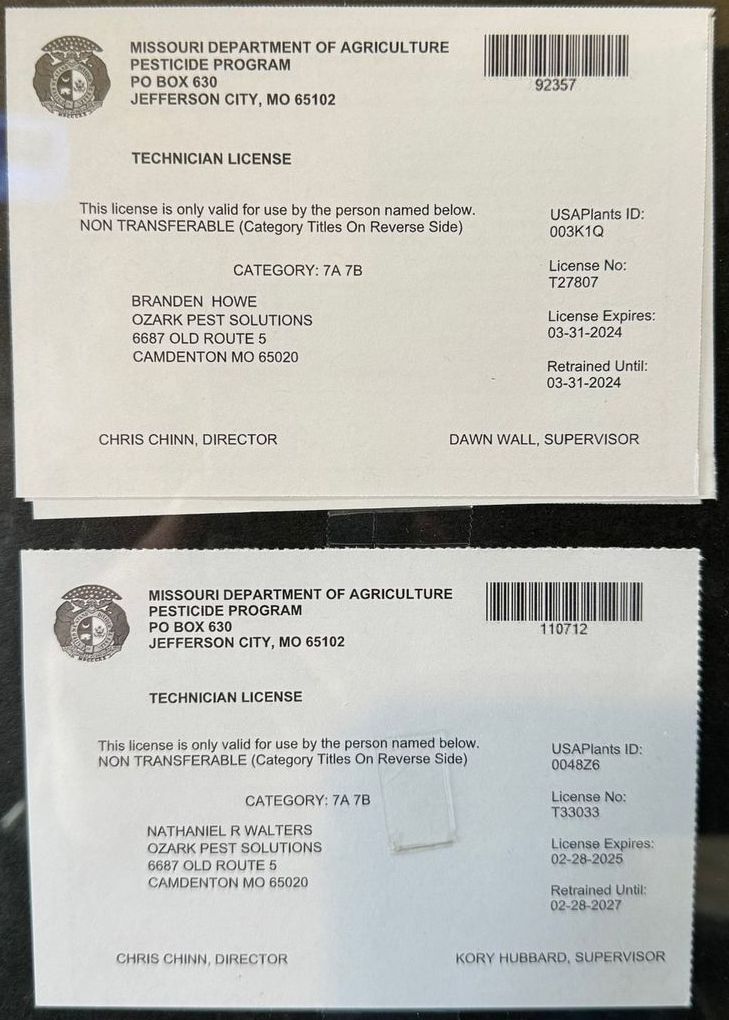 MISSOURI DEPARTMENT OF AGRICULTURE
PESTICIDE PROGRAM
PO BOX 630
JEFFERSON CITY, MO 65102
92357
TECHNICIAN LICENSE
This license is only valid for use by the person named below.
NON TRANSFERABLE (Category Titles On Reverse Side)
CATEGORY: 7A 7B
BRANDEN HOWE
OZARK PEST SOLUTIONS
6687 OLD ROUTE 5
CAMDENTON MO 65020
USAPlants ID:
003K1Q
License No:
T27807
License Expires:
03-31-2024
Retrained Until:
03-31-2024
CHRIS CHINN, DIRECTOR
DAWN WALL, SUPERVISOR
MISSOURI DEPARTMENT OF AGRICULTURE
PESTICIDE PROGRAM
PO BOX 630
JEFFERSON CITY, MO 65102
110712
TECHNICIAN LICENSE
This license is only valid for use by the person named below.
NON TRANSFERABLE (Category Titles On Reverse Side)
CATEGORY: 7A 7B
NATHANIEL R WALTERS
OZARK PEST SOLUTIONS
6687 OLD ROUTE 5
CAMDENTON MO 65020
USAPlants ID:
0048Z6
License No:
T33033
License Expires:
02-28-2025
Retrained Until:
02-28-2027
CHRIS CHINN, DIRECTOR
KORY HUBBARD, SUPERVISOR